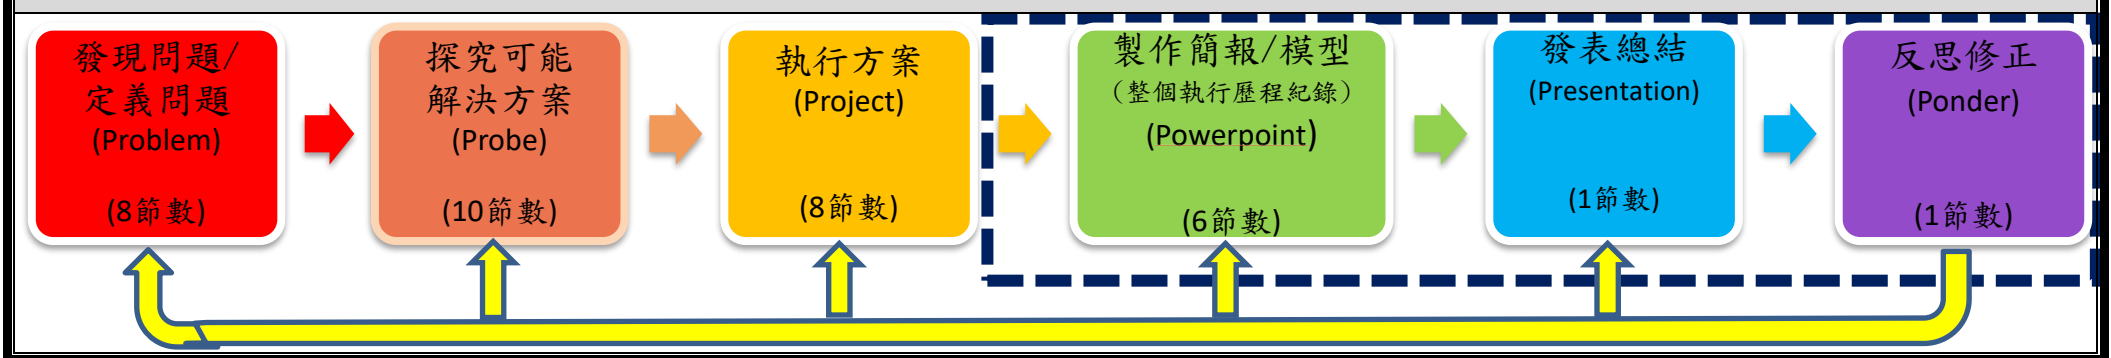 發現問題/
定義問題
(Problem)
(8節數)
探究可能
解決方案
(Probe)
(10節數)
執行方案
(Project)
(8節數)
製作簡報/模型
（整個執行歷程紀錄）
(Powerpoint)
(6節數)
發表總結
(Presentation)
(1節數)
反思修正
(Ponder)
(1節數)